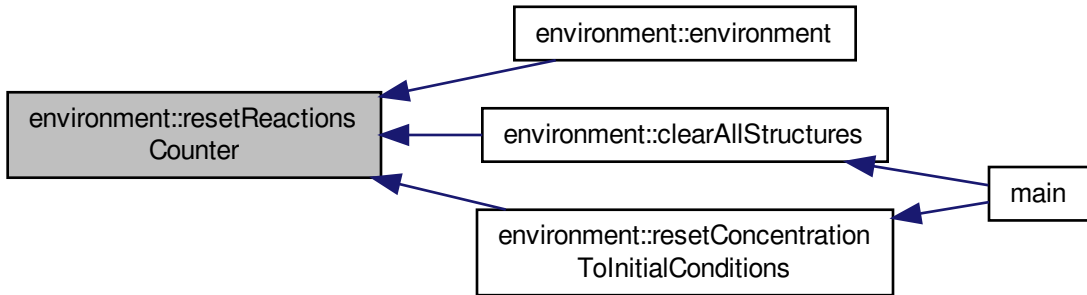 environment::environment
environment::resetReactions
Counter
environment::clearAllStructures
main
environment::resetConcentration
ToInitialConditions